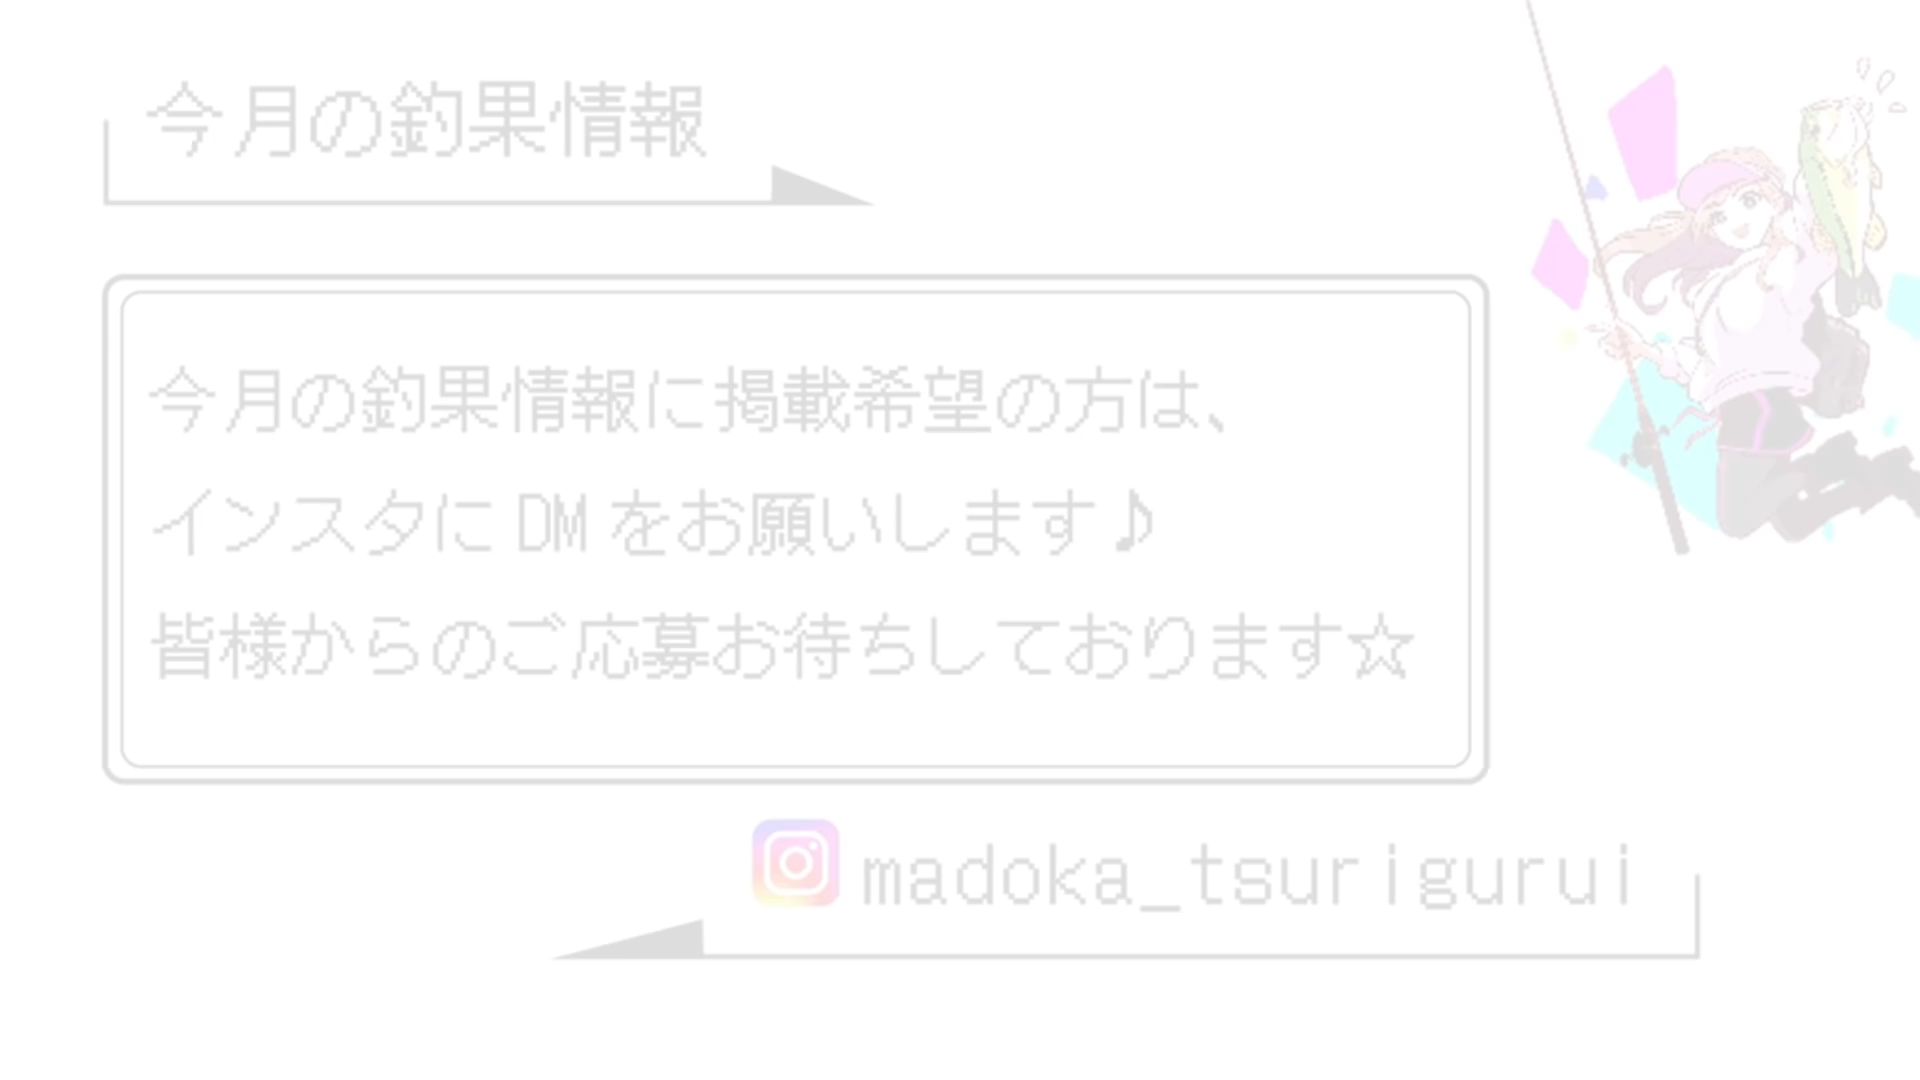 今月の釣果情報
今月の釣果情報に掲載希望の方は、
インスタに DM をお願いします♪
皆様からのご応募お待ちしております☆
madoka_tsurigurui